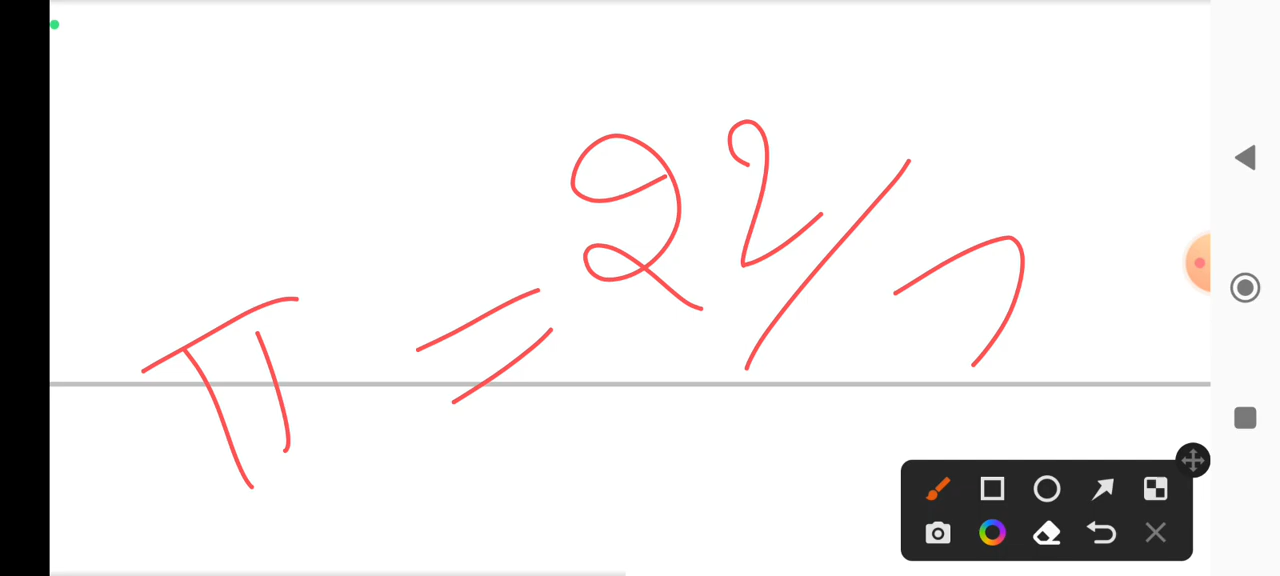 π = 22/7